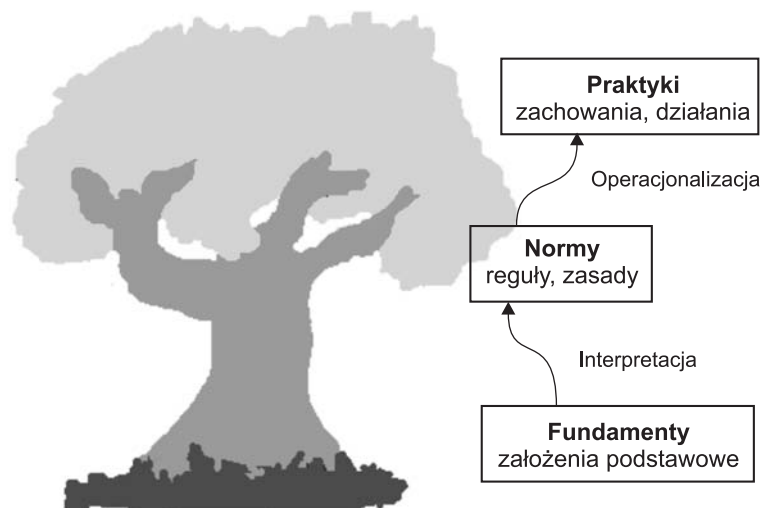 Praktyki
zachowania, działania
Operacjonalizacja
Normy
reguły, zasady
Interpretacja
Fundamenty
założenia podstawowe